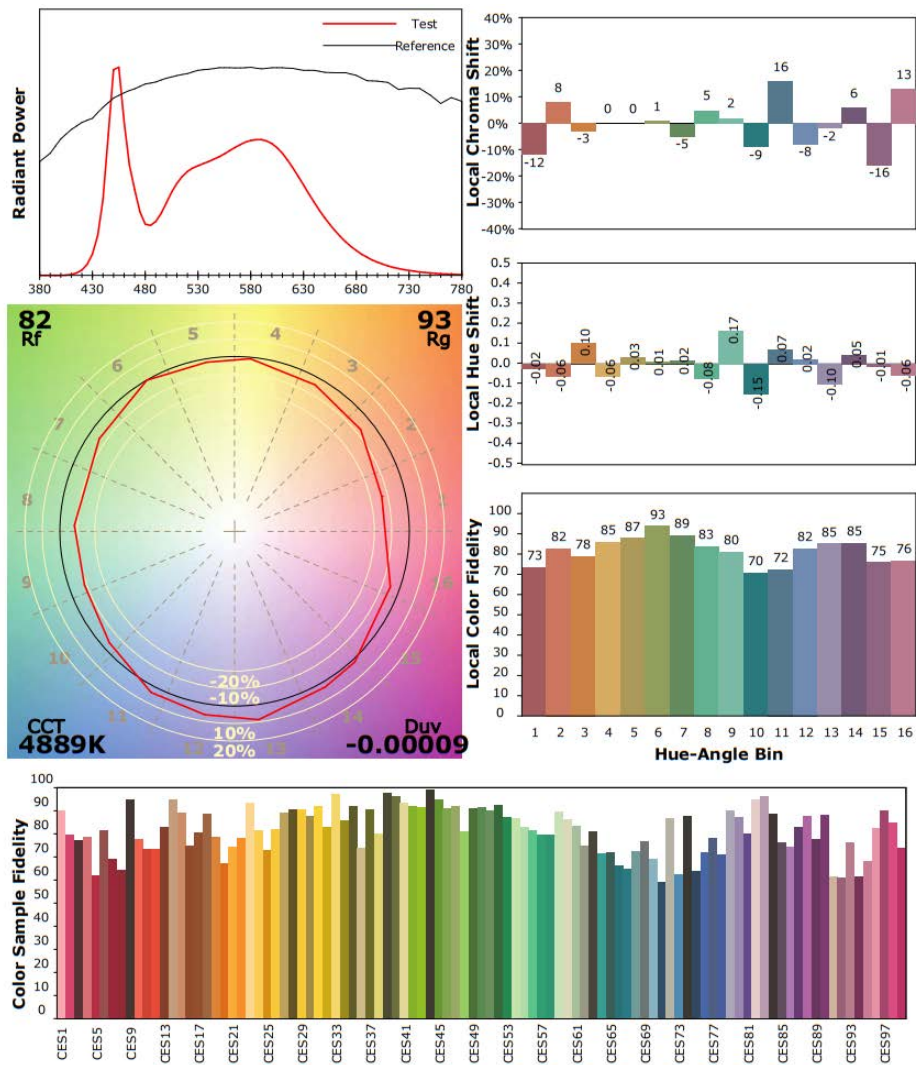 Test
Reference
Radiant Power
380 430 480 530 580 630 680 730 780
Local Chroma Shift
40%
30%
20%
10%
0%
-10%
-20%
-30%
-40%
-12 8 -3 0 0 1 -5 5 2 -9 16 -8 -2 6 -16 13
82
Rf
93
Rg
1 2 3 4 5 6 7 8 9 10 11 12 13 14 15 16
-20%
-10%
10%
20%
CCT
4889K
Duv
-0.00009
Local Hue Shift
0.5
0.4
0.3
0.2
0.1
0.0
-0.1
-0.2
-0.3
-0.4
-0.5
-0.02 -0.06 0.10 -0.06 0.03 0.01 0.02 -0.08 0.17 -0.15 0.07 0.02 -0.10 0.05 -0.01 -0.06
Local Color Fidelity
100
90
80
70
60
50
40
30
20
10
0
73 82 78 85 87 93 89 83 80 70 72 82 85 85 75 76
1 2 3 4 5 6 7 8 9 10 11 12 13 14 15 16
Hue-Angle Bin
Color Sample Fidelity
100
90
80
70
60
50
40
30
20
10
0
CES1 CES5 CES9 CES13 CES17 CES21 CES25 CES29 CES33 CES37 CES41 CES45 CES49 CES53 CES57 CES61 CES65 CES69 CES73 CES77 CES81 CES85 CES89 CES93 CES97